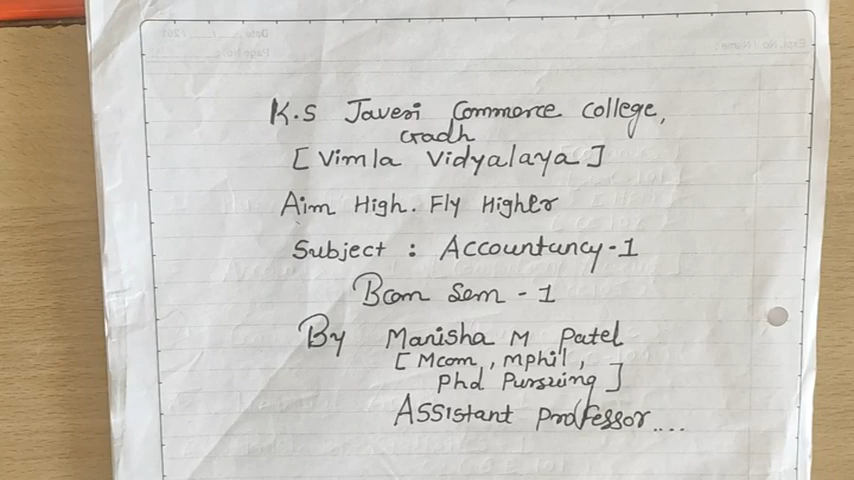 K.S Javeri Commerce College,
Cradh
[Vimla Vidyalaya]
Aim High. Fly Higher
Subject : Accountancy-1
Bcom Sem - 1
By Manisha M Patel
[Mcom, Mphil,
Phd Pursuing]
Assistant Professor....